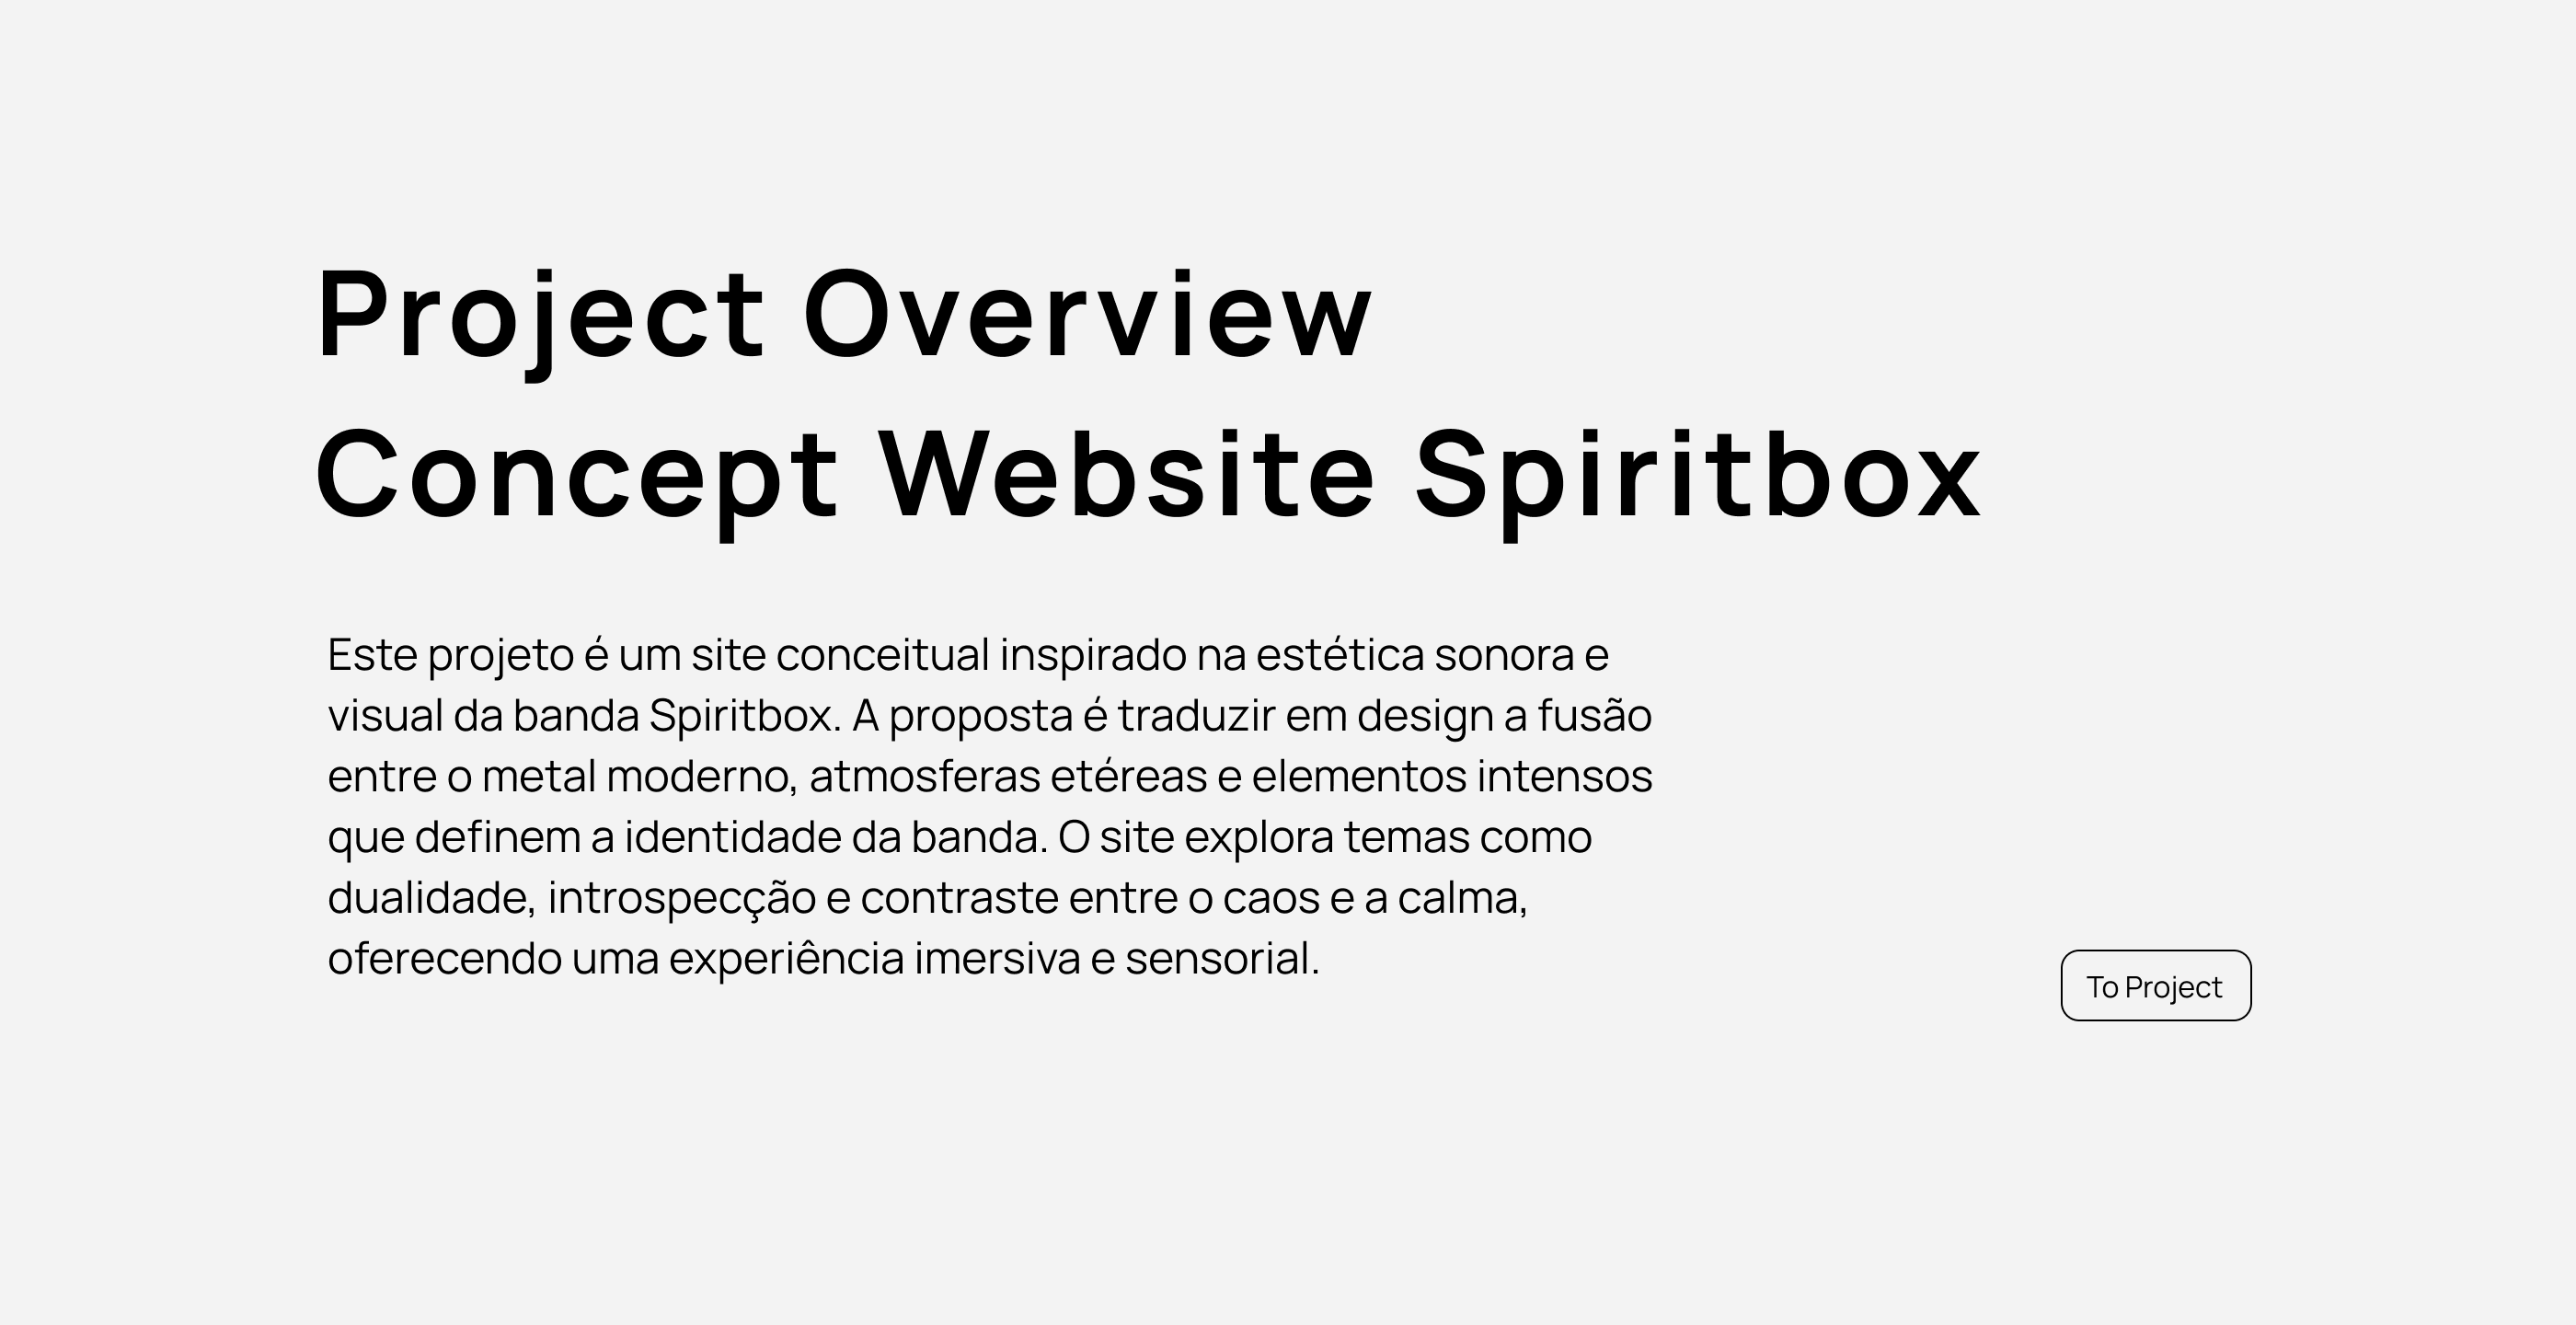 Project Overview
Concept Website Spiritbox
Este projeto é um site conceitual inspirado na estética sonora e
visual da banda Spiritbox. A proposta é traduzir em design a fusão
entre o metal moderno, atmosferas etéreas e elementos intensos
que definem a identidade da banda. O site explora temas como
dualidade, introspecção e contraste entre o caos e a calma,
oferecendo uma experiência imersiva e sensorial.
To Project